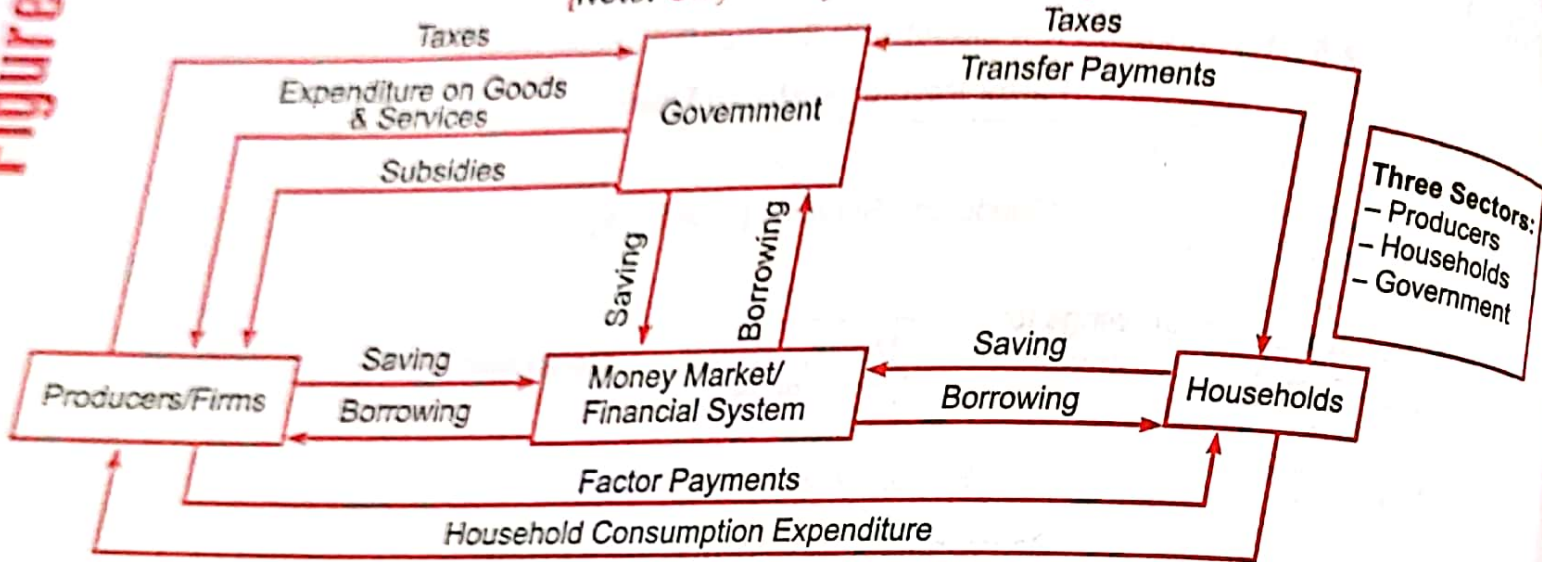 Figure
Taxes
Taxes
Expenditure on Goods
& Services
Transfer Payments
Government
Subsidies
Three Sectors:
– Producers
– Households
– Government
Saving
Borrowing
Producers/Firms
Saving
Borrowing
Money Market/
Financial System
Saving
Borrowing
Households
Factor Payments
Household Consumption Expenditure